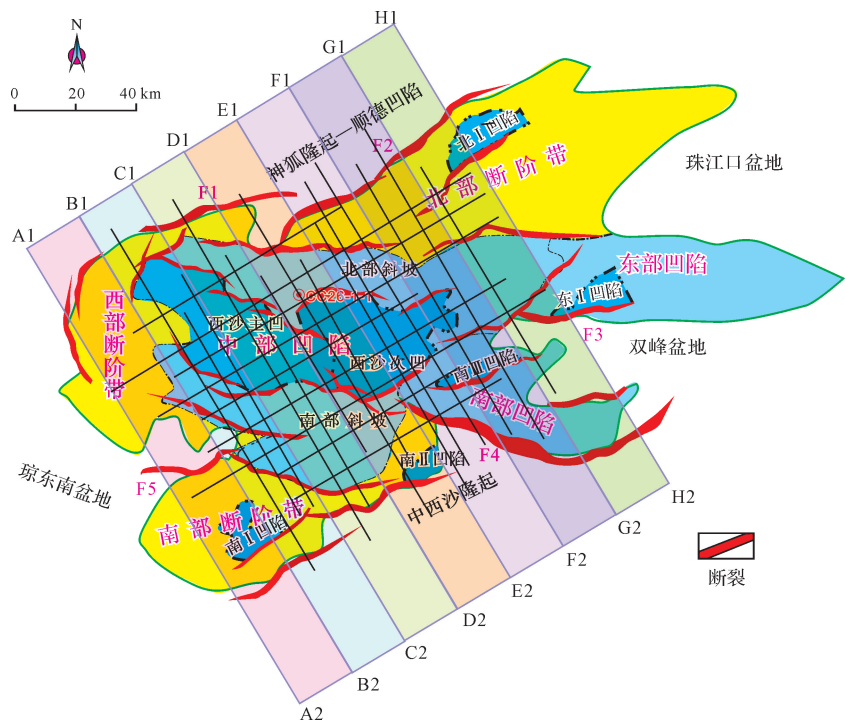 N
0 20 40 km
A1
B1
C1
D1
E1
F1
G1
H1
神狐隆起—顺德凹陷
F1
F2
北Ⅰ凹陷
北部断阶带
珠江口盆地
西部断阶带
北部斜坡
西沙主凹
中部凹陷
西沙次凹
东部凹陷
东Ⅰ凹陷
F3
双峰盆地
南Ⅲ凹陷
南部凹陷
南部斜坡
F4
南Ⅱ凹陷
中西沙隆起
琼东南盆地
F5
南部断阶带
南Ⅰ凹陷
H2
G2
F2
E2
D2
C2
B2
A2
断裂